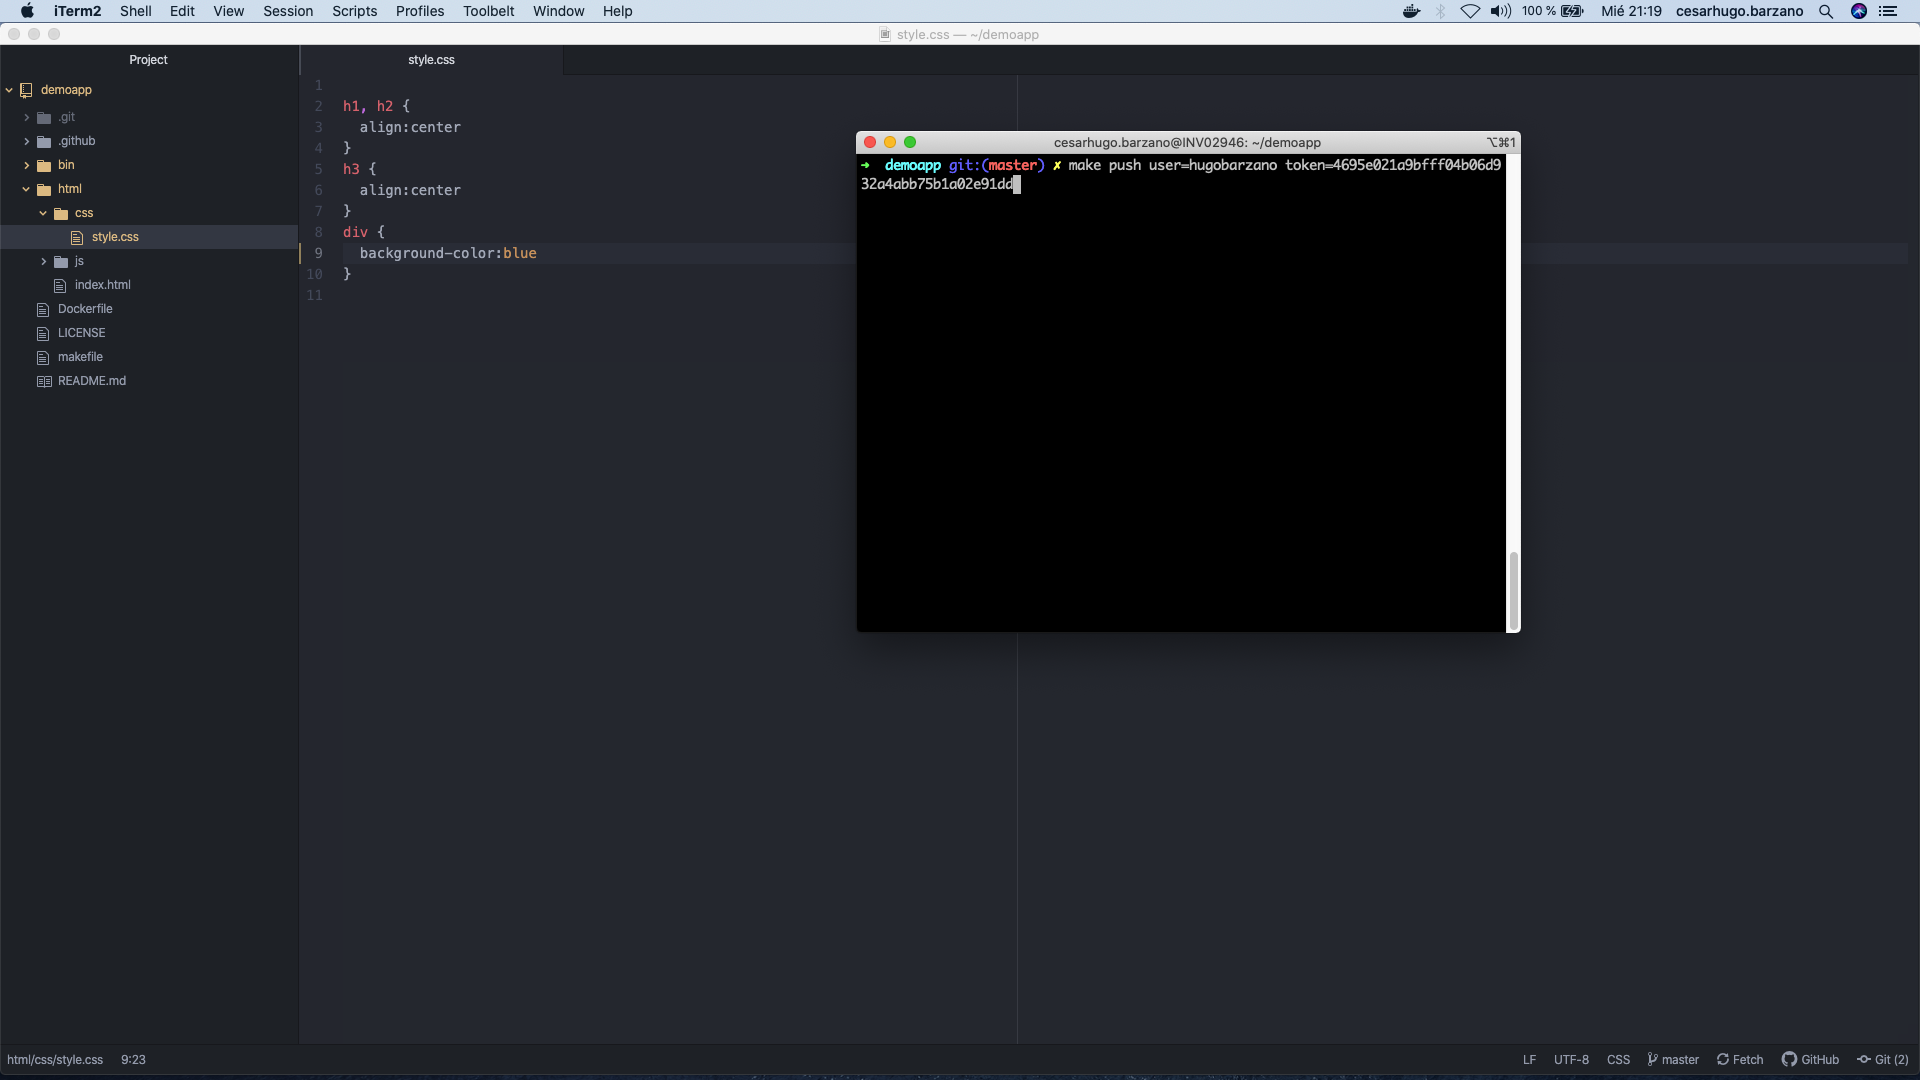 iTerm2 Shell Edit View Session Scripts Profiles Toolbelt Window Help 100 % Mié 21:19 cesarhugo.barzano
style.css — ~/demoapp
Project
demoapp
.git
.github
bin
html
css
style.css
js
index.html
Dockerfile
LICENSE
makefile
README.md
style.css
1
2 h1, h2 {
3 align:center
4 }
5 h3 {
6 align:center
7 }
8 div {
9 background-color:blue
10 }
11
cesarhugo.barzano@INV02946: ~/demoapp ⌥⌘1
➜ demoapp git:(master) ✗ make push user=hugobarzano token=4695e021a9bfff04b06d9
32a4abb75b1a02e91dd
html/css/style.css 9:23 LF UTF-8 CSS master Fetch GitHub Git (2)